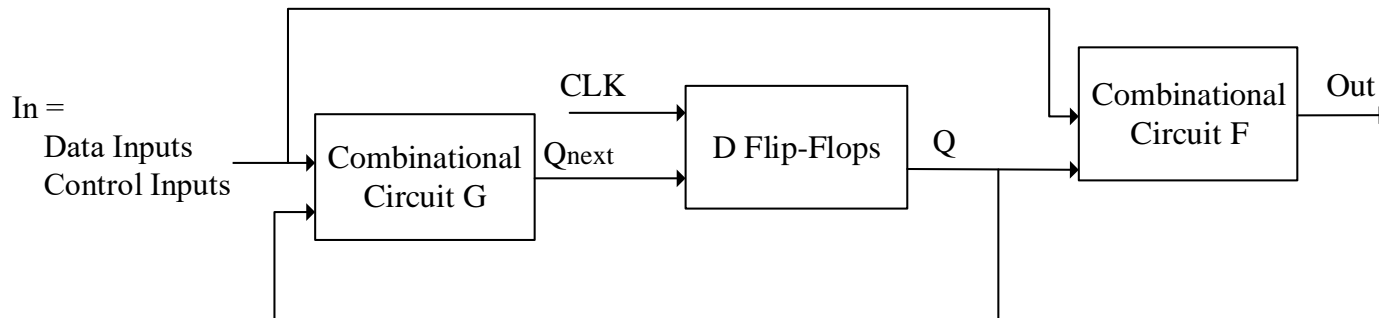 In =
Data Inputs
Control Inputs
Combinational
Circuit G
CLK
Qnext
D Flip-Flops
Q
Combinational
Circuit F
Out